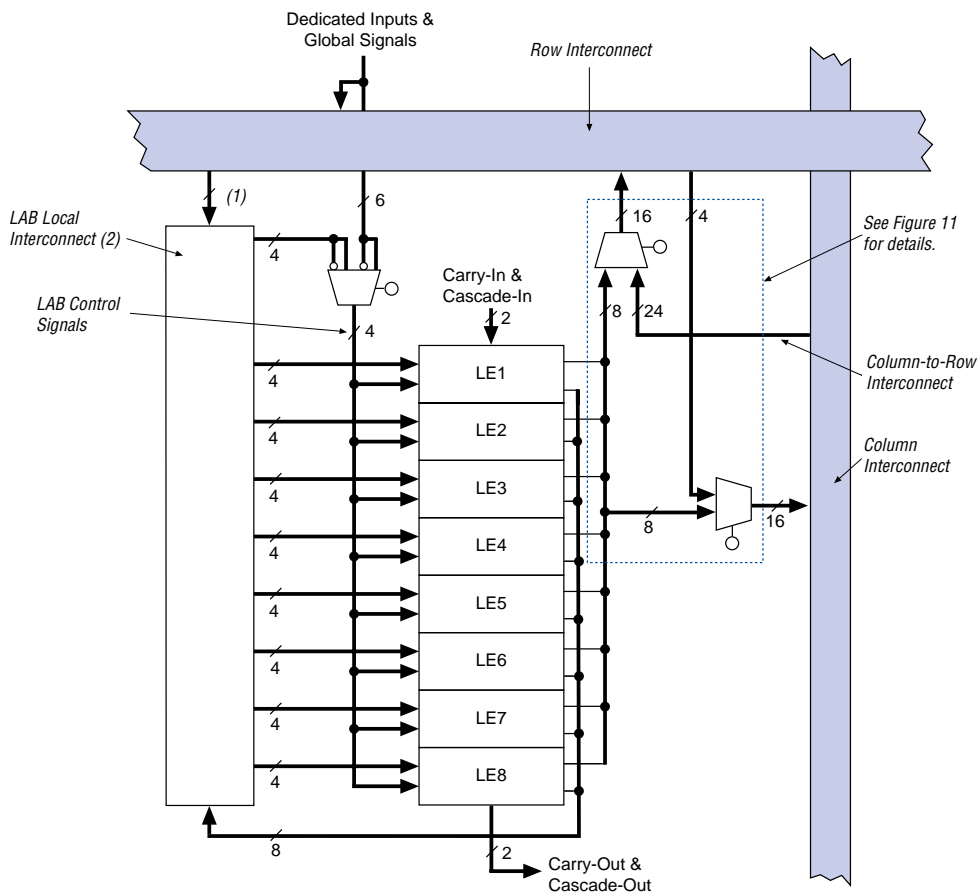 Dedicated Inputs &
Global Signals
Row Interconnect
(1)
6
16
4
LAB Local
Interconnect (2)
4
See Figure 11
for details.
LAB Control
Signals
4
Carry-In &
Cascade-In
2
8
24
Column-to-Row
Interconnect
LE1
4
LE2
4
Column
Interconnect
LE3
4
8
16
LE4
4
LE5
4
LE6
4
LE7
4
LE8
4
8
2
Carry-Out &
Cascade-Out